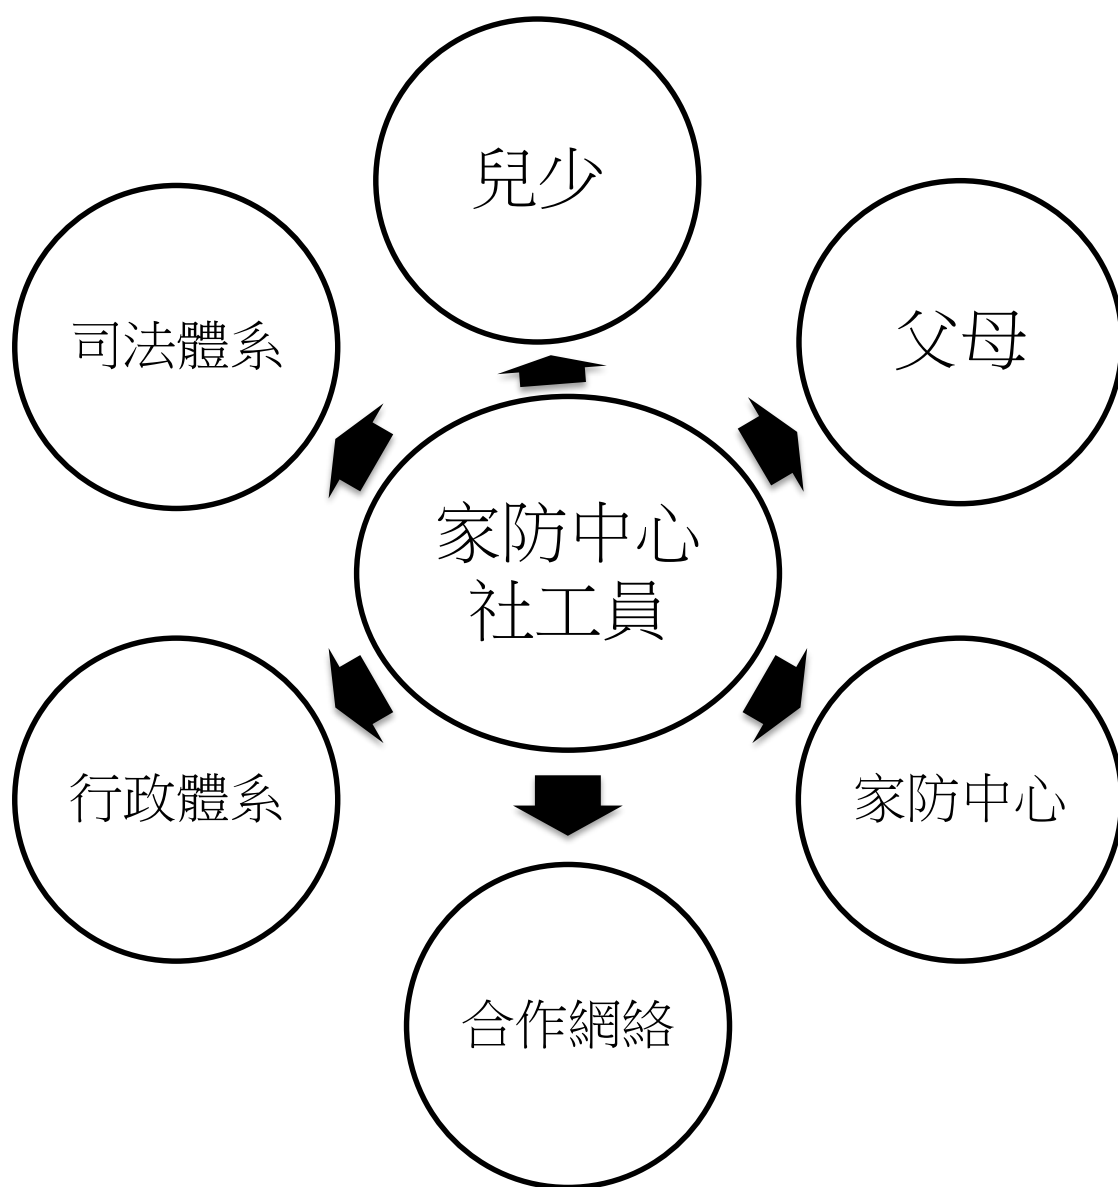 兒少
司法體系
父母
家防中心
社工員
行政體系
家防中心
合作網絡